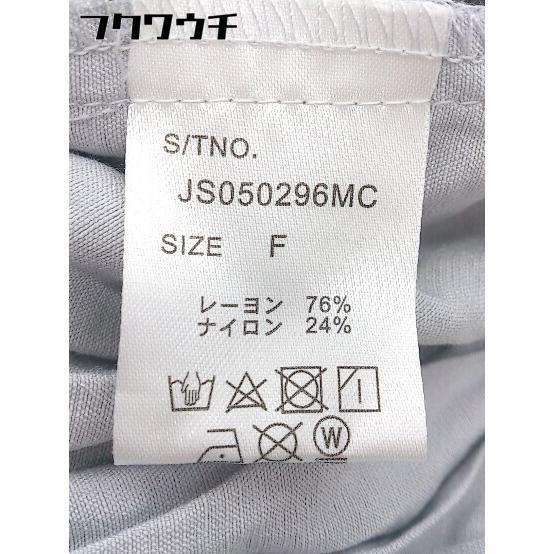 フクワウチ
S/TNO.
JS050296MC
SIZE F
レーヨン 76%
ナイロン 24%
W